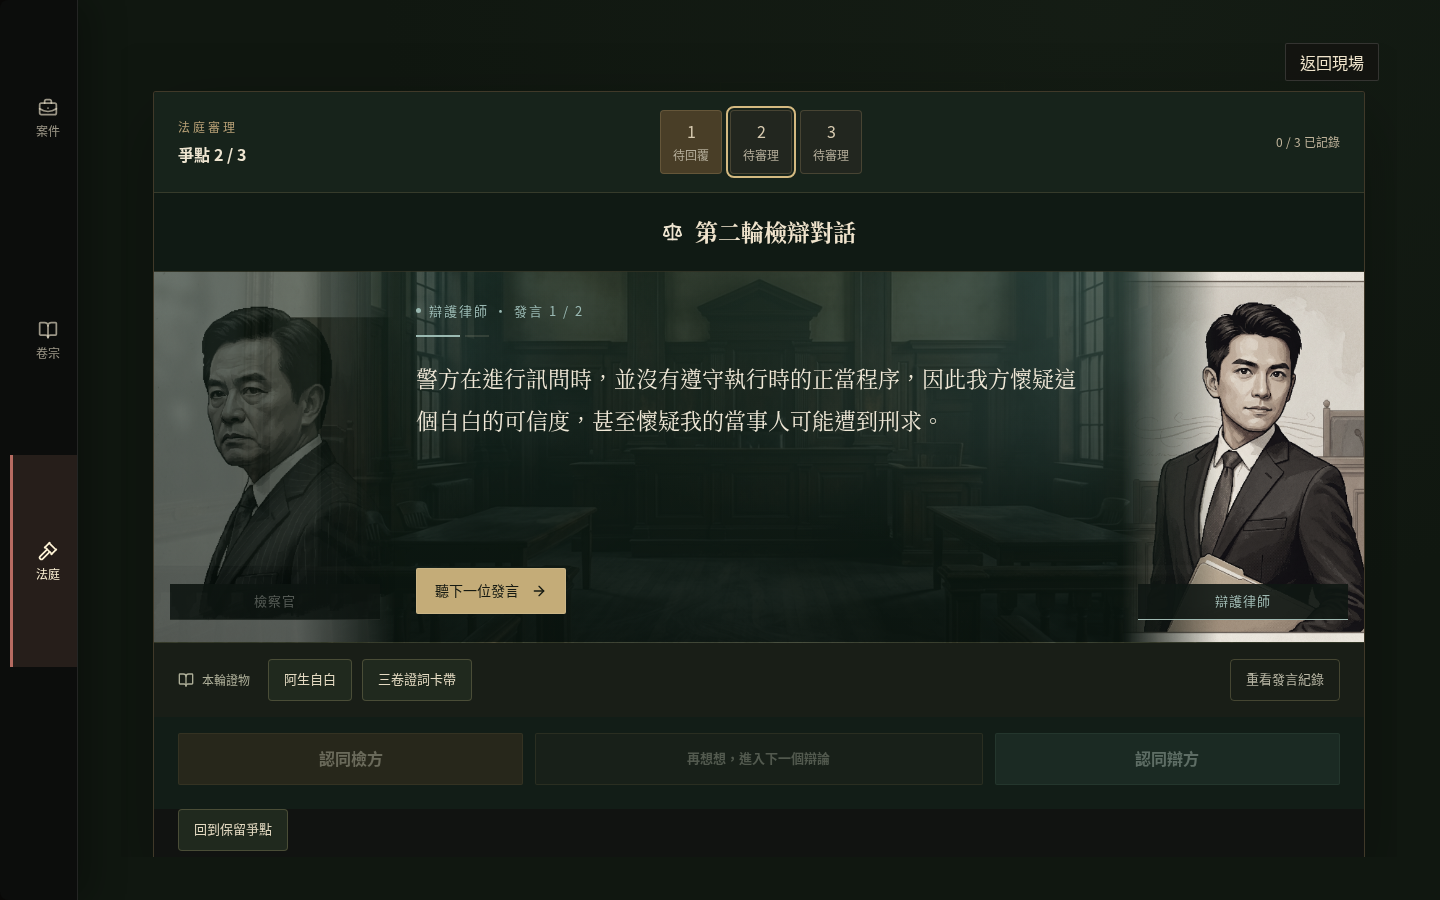 返回現場
案件
卷宗
法庭
法庭審理
爭點 2 / 3
1
待回覆
2
待審理
3
待審理
0 / 3 已記錄
第二輪檢辯對話
辯護律師 · 發言 1 / 2
警方在進行訊問時，並沒有遵守執行時的正當程序，因此我方懷疑這
個自白的可信度，甚至懷疑我的當事人可能遭到刑求。
聽下一位發言
檢察官
辯護律師
本輪證物
阿生自白
三卷證詞卡帶
重看發言紀錄
認同檢方
再想想，進入下一個辯論
認同辯方
回到保留爭點